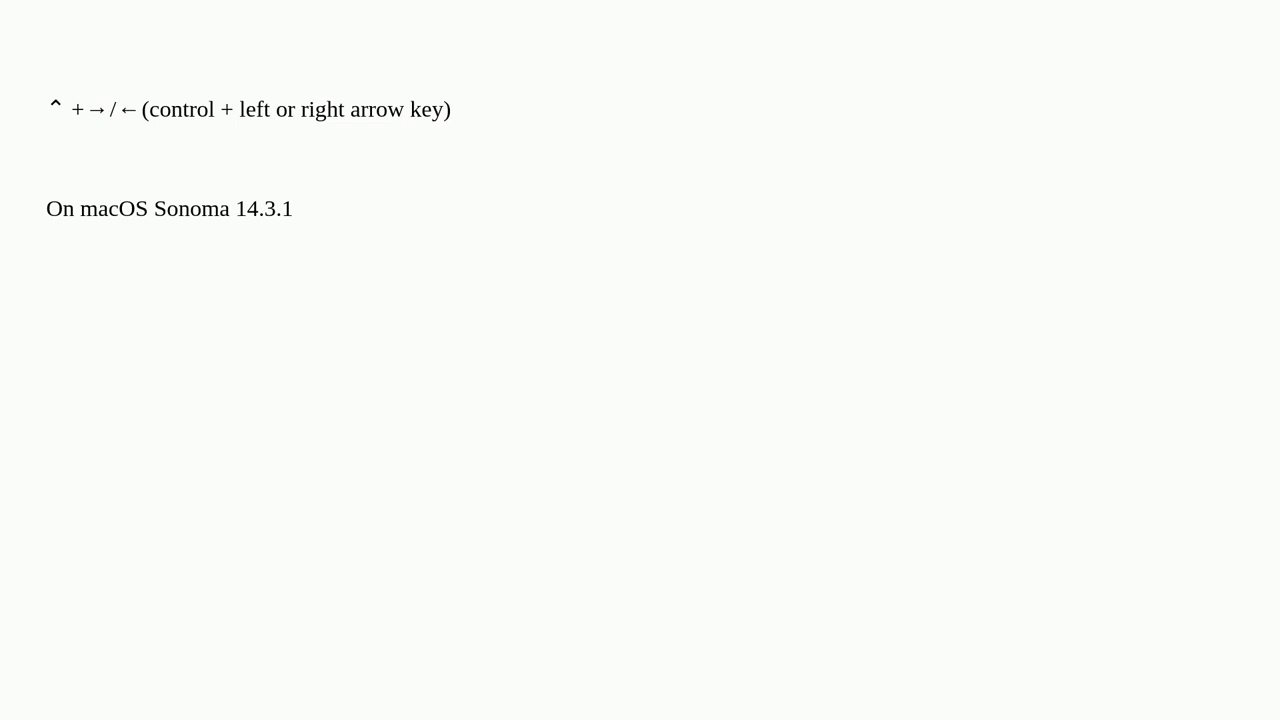 ⌃ +→/←(control + left or right arrow key)
On macOS Sonoma 14.3.1